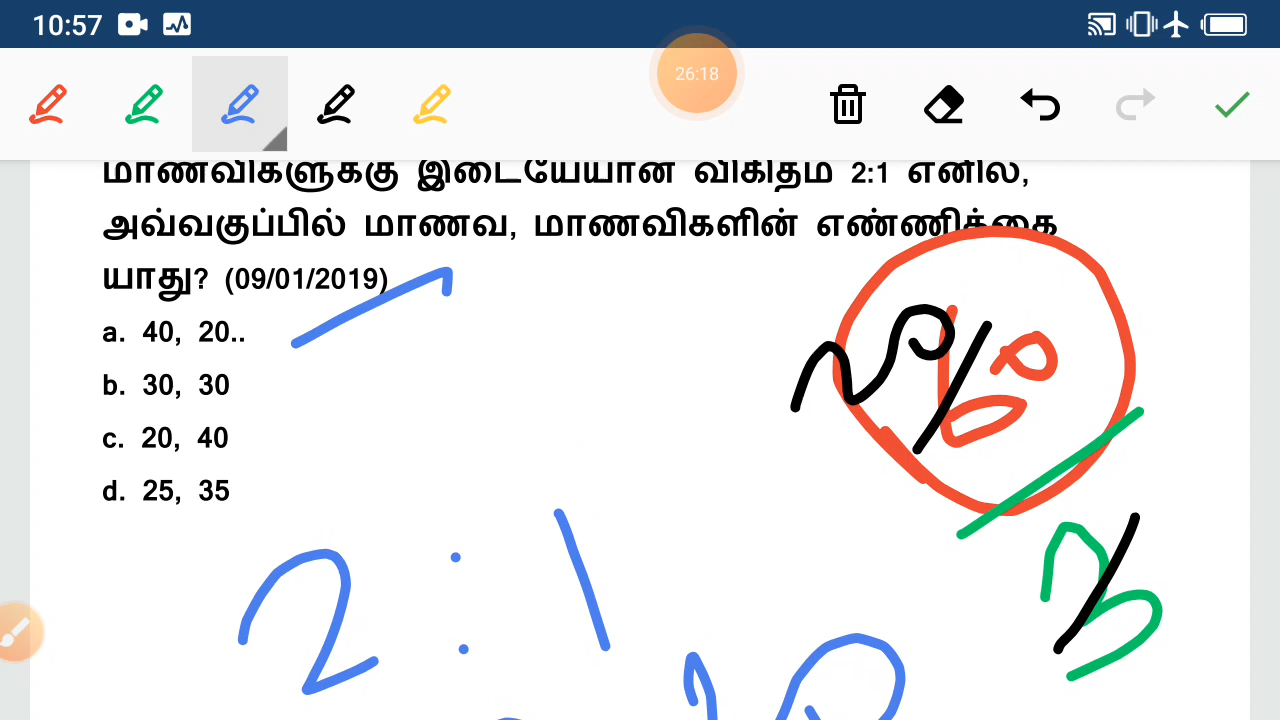 10:57
26:18
மாணவிகளுக்கு இடையேயான விகிதம் 2:1 எனில்,
அவ்வகுப்பில் மாணவ, மாணவிகளின் எண்ணிக்கை
யாது? (09/01/2019)
a. 40, 20..
b. 30, 30
c. 20, 40
d. 25, 35
60
3
2 : 1